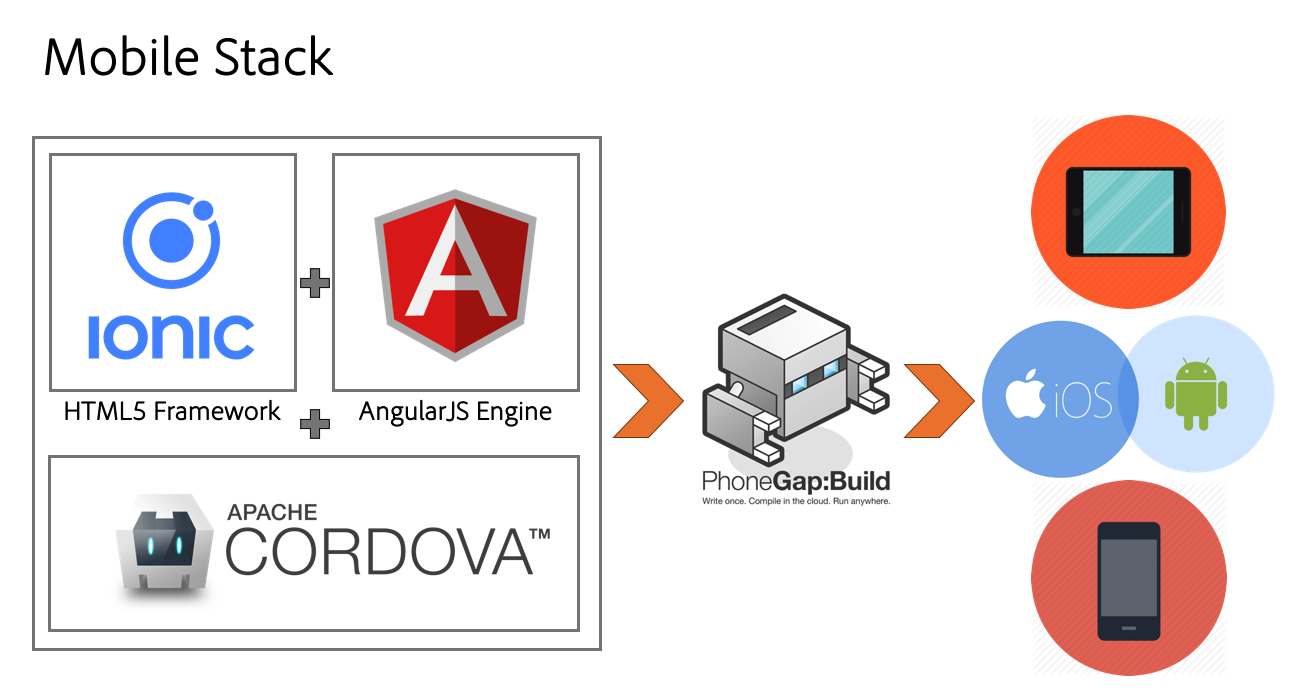 Mobile Stack
IONIC
HTML5 Framework
AngularJS Engine
APACHE
CORDOVA™
PhoneGap:Build
Write once. Compile in the cloud. Run anywhere.
iOS